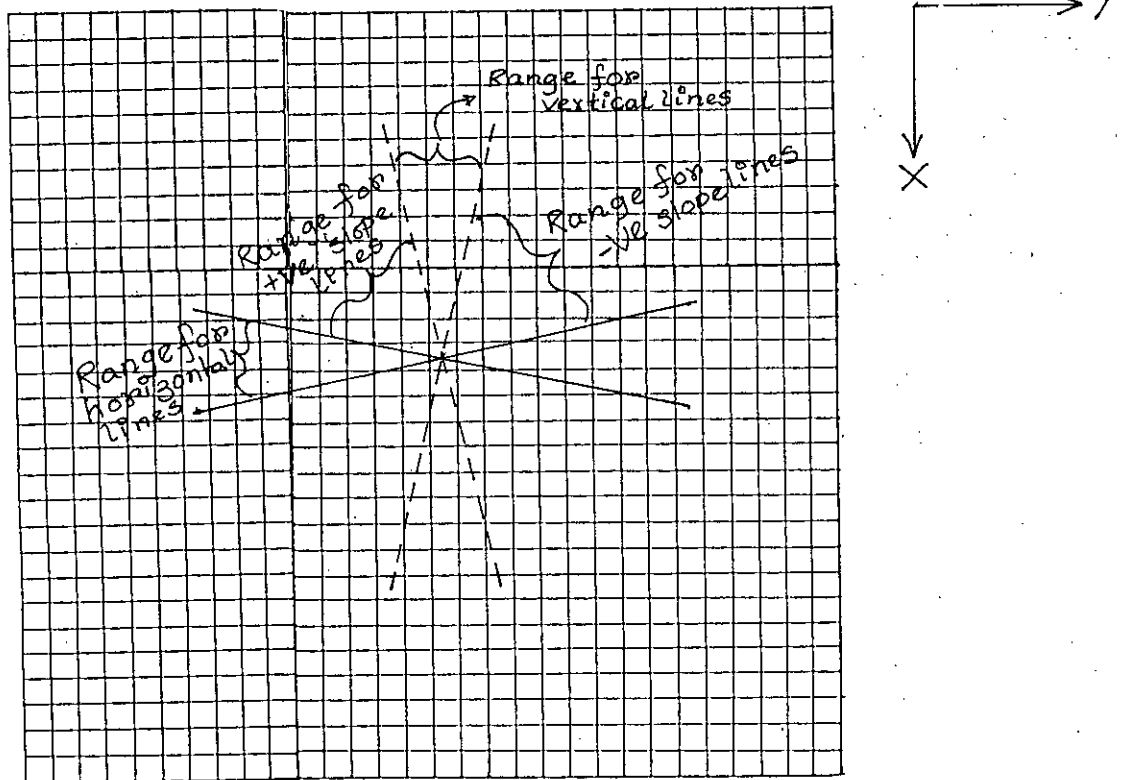 y
Range for
vertical lines
X
Range for
+ve slope
lines
Range for
-ve slope lines
Range for
horizontal
lines